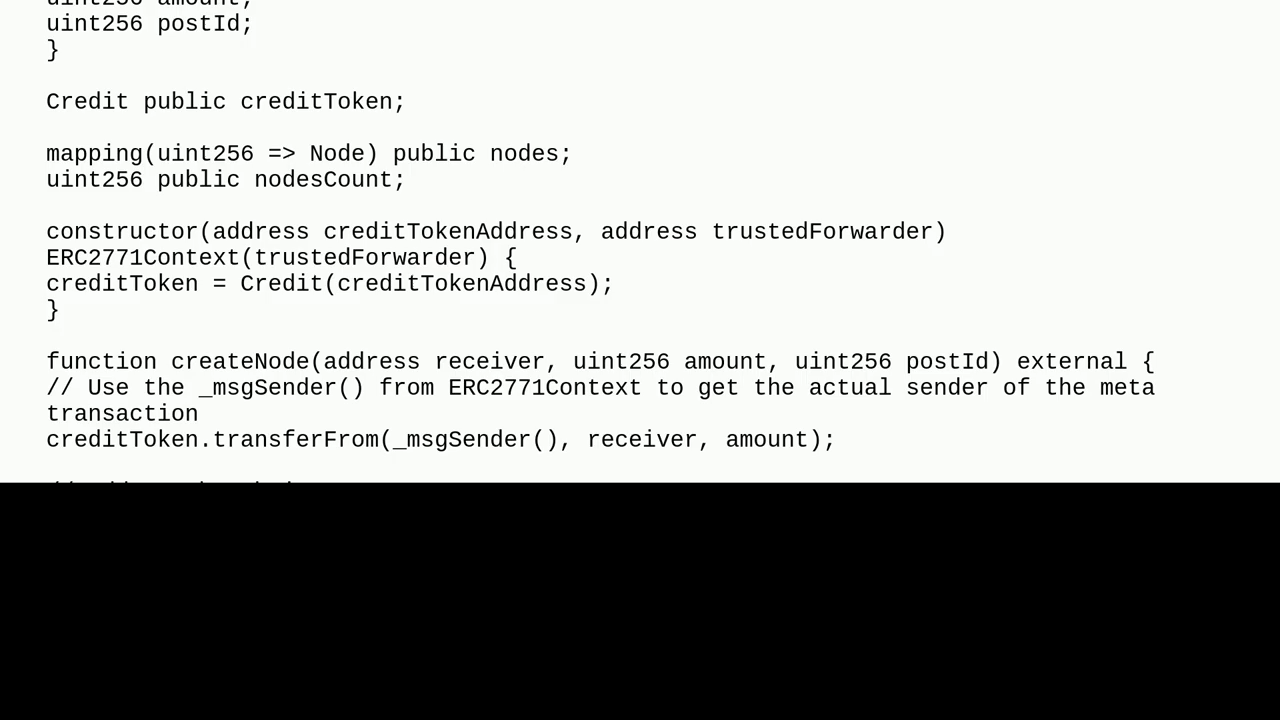 uint256 amount;
uint256 postId;
}
Credit public creditToken;
mapping(uint256 => Node) public nodes;
uint256 public nodesCount;
constructor(address creditTokenAddress, address trustedForwarder)
ERC2771Context(trustedForwarder) {
creditToken = Credit(creditTokenAddress);
}
function createNode(address receiver, uint256 amount, uint256 postId) external {
// Use the _msgSender() from ERC2771Context to get the actual sender of the meta
transaction
creditToken.transferFrom(_msgSender(), receiver, amount);